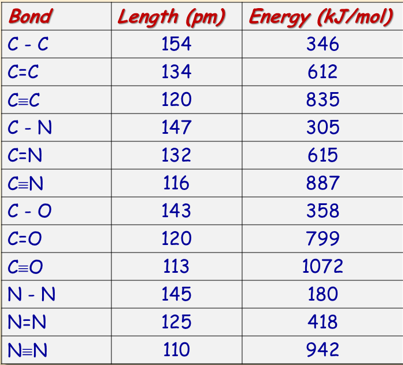 Bond Length (pm) Energy (kJ/mol)
C - C 154 346
C=C 134 612
C≡C 120 835
C - N 147 305
C=N 132 615
C≡N 116 887
C - O 143 358
C=O 120 799
C≡O 113 1072
N - N 145 180
N=N 125 418
N≡N 110 942